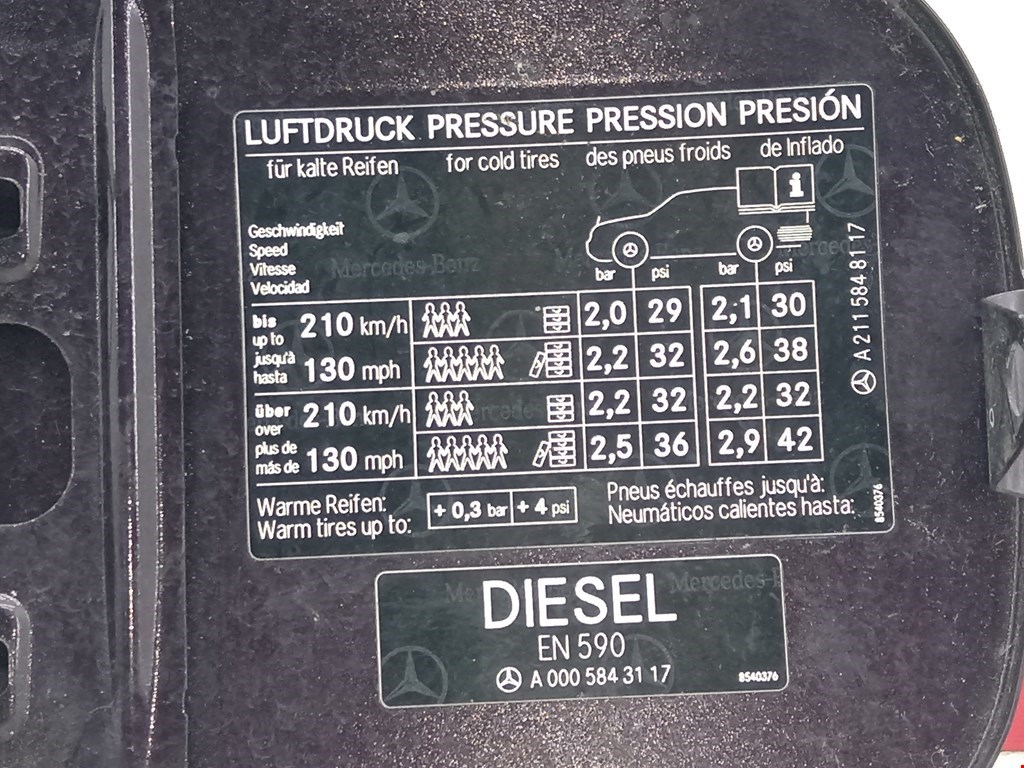 LUFTDRUCK PRESSURE PRESSION PRESIÓN
für kalte Reifen for cold tires des pneus froids de Inflado
i
Geschwindigkeit
Speed
Vitesse
Velocidad
Mercedes-Benz
bar psi bar psi
bis
up to
jusqu'à
hasta
210 km/h
130 mph
2,0 29 2,1 30
2,2 32 2,6 38
über
over
plus de
más de
210 km/h
130 mph
2,2 32 2,2 32
2,5 36 2,9 42
Warme Reifen:
Warm tires up to:
+ 0,3 bar + 4 psi
Pneus échauffes jusqu'à:
Neumáticos calientes hasta:
A 211 584 81 17
8540376
DIESEL
EN 590
A 000 584 31 17
8540376